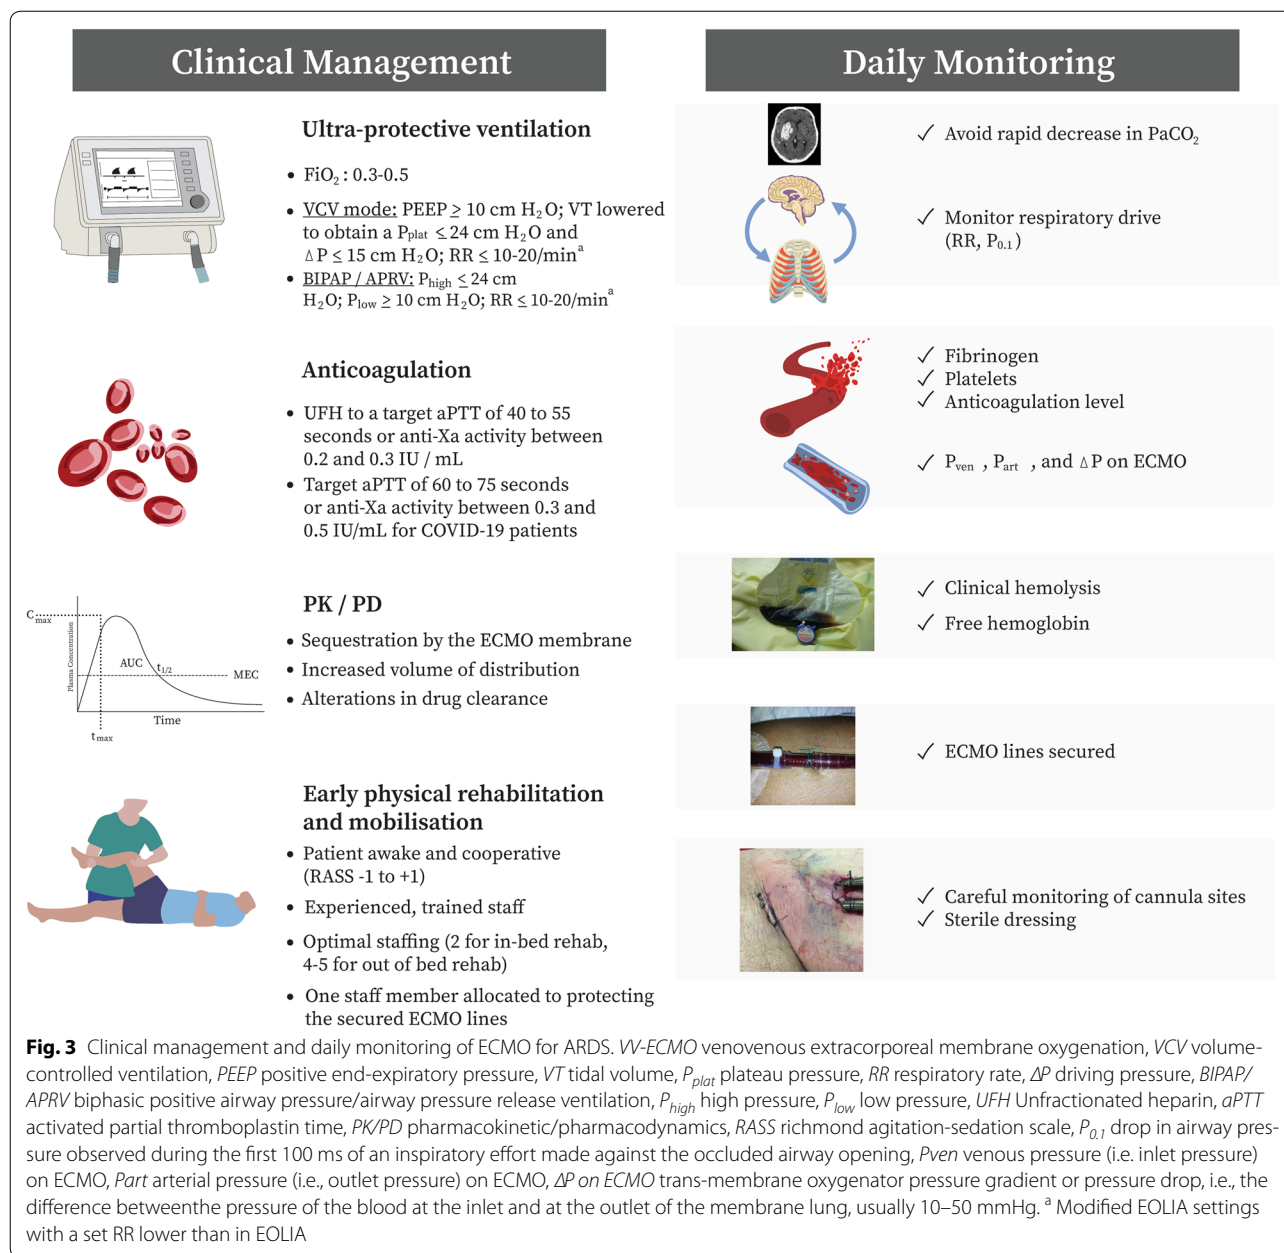 Clinical Management
Ultra-protective ventilation
• FiO₂ : 0.3-0.5
• VCV mode: PEEP ≥ 10 cm H₂O; VT lowered
to obtain a Pplat ≤ 24 cm H₂O and
Δ P ≤ 15 cm H₂O; RR ≤ 10-20/minᵃ
• BIPAP / APRV: Phigh ≤ 24 cm
H₂O; Plow ≥ 10 cm H₂O; RR ≤ 10-20/minᵃ
Anticoagulation
• UFH to a target aPTT of 40 to 55
seconds or anti-Xa activity between
0.2 and 0.3 IU / mL
• Target aPTT of 60 to 75 seconds
or anti-Xa activity between 0.3 and
0.5 IU/mL for COVID-19 patients
Cmax
Plasma Concentration
AUC
t1/2
MEC
Time
tmax
PK / PD
• Sequestration by the ECMO membrane
• Increased volume of distribution
• Alterations in drug clearance
Early physical rehabilitation
and mobilisation
• Patient awake and cooperative
(RASS -1 to +1)
• Experienced, trained staff
• Optimal staffing (2 for in-bed rehab,
4-5 for out of bed rehab)
• One staff member allocated to protecting
the secured ECMO lines
Daily Monitoring
✓ Avoid rapid decrease in PaCO₂
✓ Monitor respiratory drive
(RR, P0.1)
✓ Fibrinogen
✓ Platelets
✓ Anticoagulation level
✓ Pven , Part , and Δ P on ECMO
✓ Clinical hemolysis
✓ Free hemoglobin
✓ ECMO lines secured
✓ Careful monitoring of cannula sites
✓ Sterile dressing
Fig. 3 Clinical management and daily monitoring of ECMO for ARDS. VV-ECMO venovenous extracorporeal membrane oxygenation, VCV volume-
controlled ventilation, PEEP positive end-expiratory pressure, VT tidal volume, Pplat plateau pressure, RR respiratory rate, ΔP driving pressure, BIPAP/
APRV biphasic positive airway pressure/airway pressure release ventilation, Phigh high pressure, Plow low pressure, UFH Unfractionated heparin, aPTT
activated partial thromboplastin time, PK/PD pharmacokinetic/pharmacodynamics, RASS richmond agitation-sedation scale, P0.1 drop in airway pres-
sure observed during the first 100 ms of an inspiratory effort made against the occluded airway opening, Pven venous pressure (i.e. inlet pressure)
on ECMO, Part arterial pressure (i.e., outlet pressure) on ECMO, ΔP on ECMO trans-membrane oxygenator pressure gradient or pressure drop, i.e., the
difference betweenthe pressure of the blood at the inlet and at the outlet of the membrane lung, usually 10–50 mmHg. ᵃ Modified EOLIA settings
with a set RR lower than in EOLIA